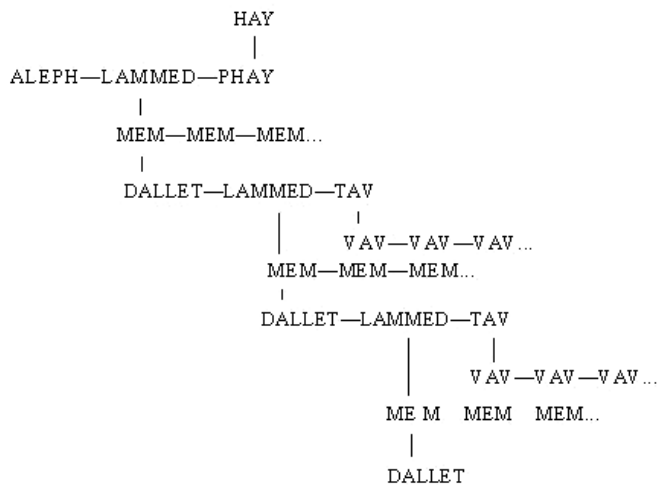 HAY
ALEPH—LAMMED—PHAY
MEM—MEM—MEM...
DALLET—LAMMED—TAV
VAV—VAV—VAV...
MEM—MEM—MEM...
DALLET—LAMMED—TAV
VAV—VAV—VAV...
MEM MEM MEM...
DALLET